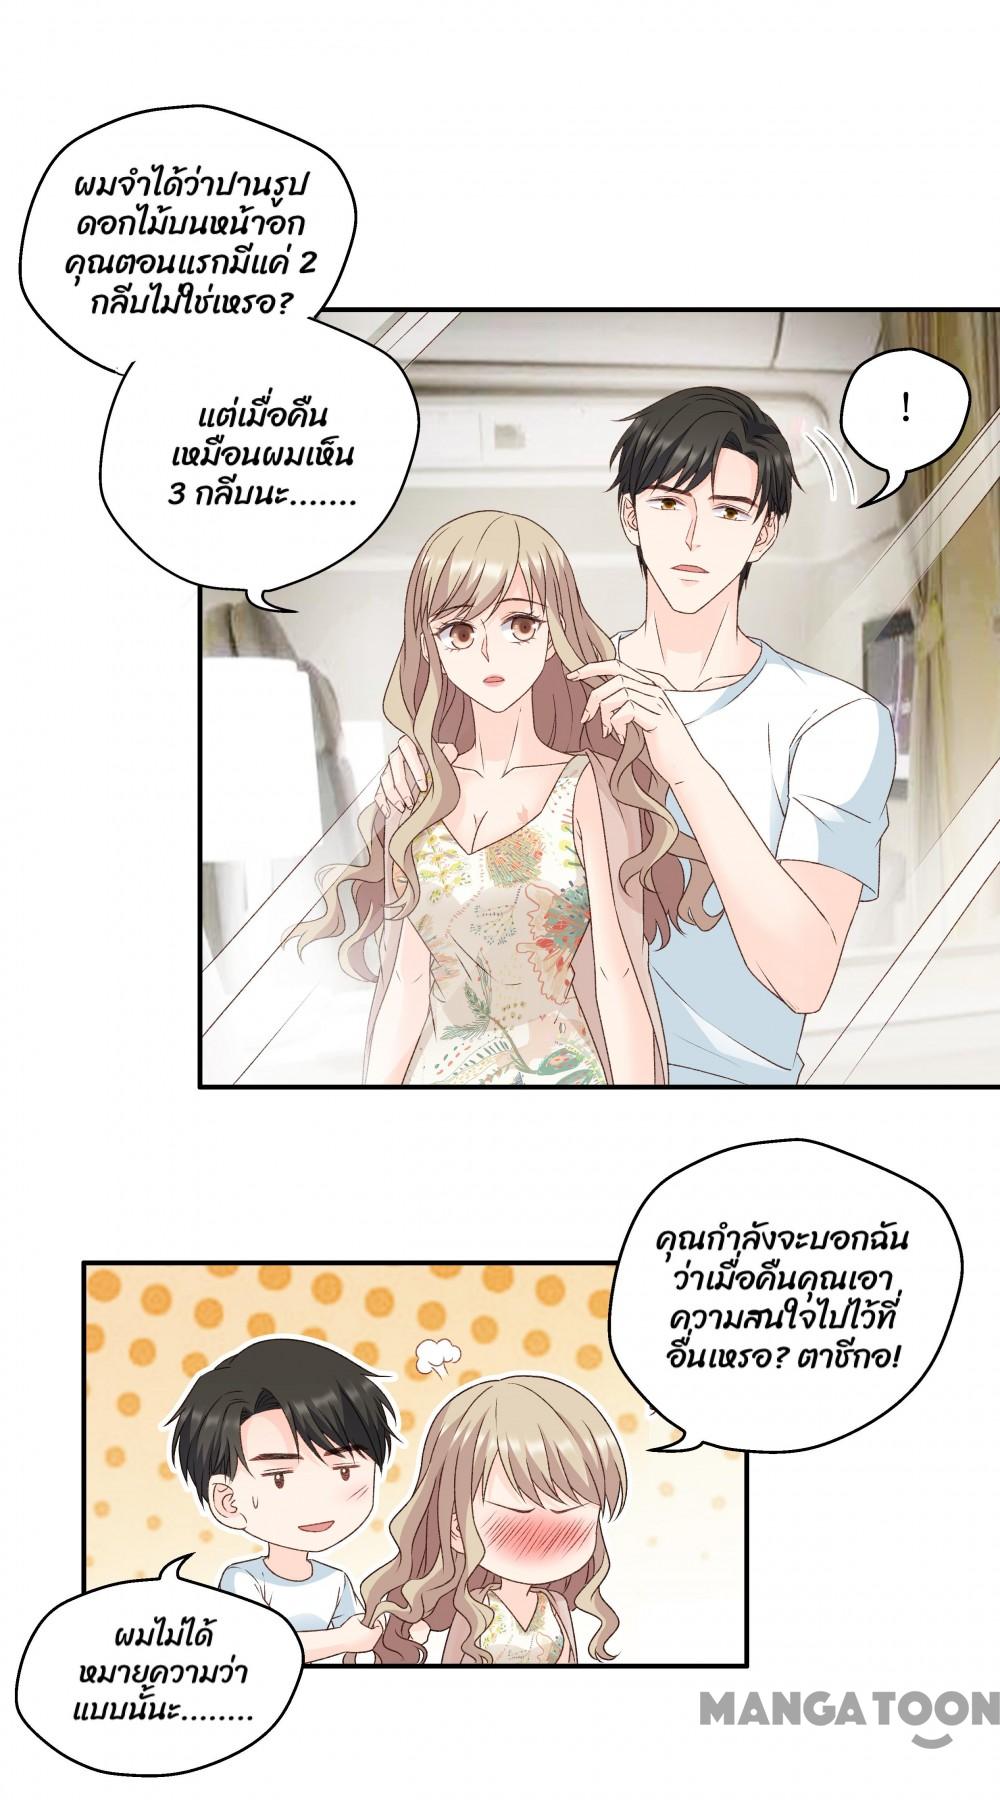 ผมจำได้ว่าปานรูป
ดอกไม้บนหน้าอก
คุณตอนแรกมีแค่ 2
กลีบไม่ใช่เหรอ?
แต่เมื่อคืน
เหมือนผมเห็น
3 กลีบนะ.......
!
คุณกำลังจะบอกฉัน
ว่าเมื่อคืนคุณเอา
ความสนใจไปไว้ที่
อื่นเหรอ? ตาชีกอ!
ผมไม่ได้
หมายความว่า
แบบนั้นะ........
MANGATOON